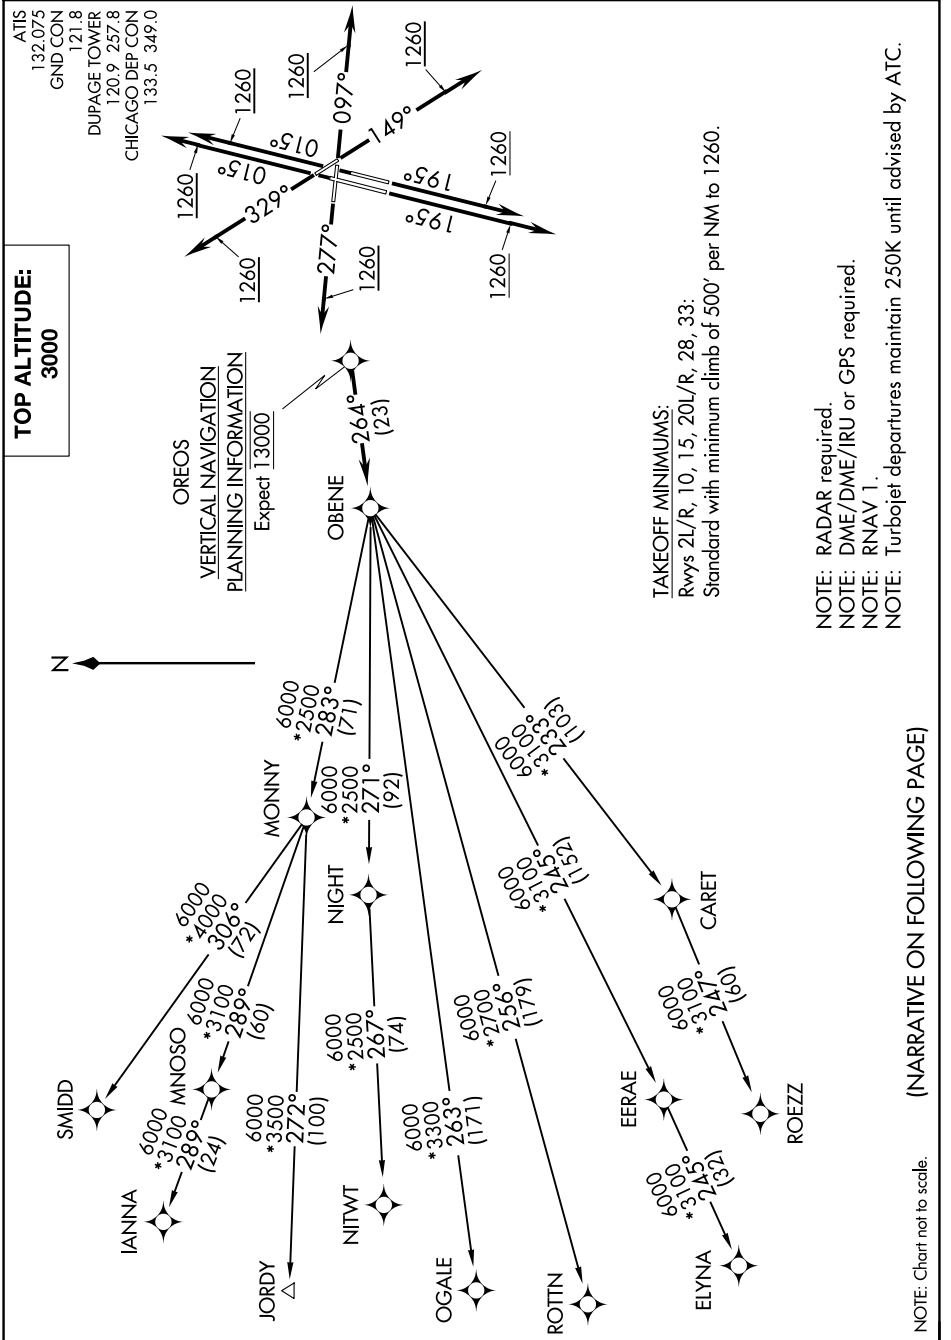 TOP ALTITUDE:
3000
ATIS
132.075
GND CON
121.8
DUPAGE TOWER
120.9 257.8
CHICAGO DEP CON
133.5 349.0
N
SMIDD
6000
*4000
306°
(72)
IANNA
6000
*3100
289°
(24)
MNOSO
6000
*3100
289°
(60)
JORDY
6000
*3500
272°
(100)
MONNY
6000
*2500
283°
(71)
NITWT
6000
*2500
267°
(74)
NIGHT
6000
*2500
271°
(92)
OGALE
6000
*3300
263°
(171)
ROTTN
6000
*2700
256°
(179)
ELYNA
6000
*3100
245°
(32)
EERAE
6000
*3100
245°
(152)
ROEZZ
6000
*3100
247°
(60)
CARET
6000
*3100
233°
(103)
OBENE
264°
(23)
OREOS
VERTICAL NAVIGATION
PLANNING INFORMATION
Expect 13000
1260
015°
1260
015°
1260
329°
1260
277°
1260
097°
1260
149°
1260
195°
1260
195°
TAKEOFF MINIMUMS:
Rwys 2L/R, 10, 15, 20L/R, 28, 33:
Standard with minimum climb of 500' per NM to 1260.
NOTE: RADAR required.
NOTE: DME/DME/IRU or GPS required.
NOTE: RNAV 1.
NOTE: Turbojet departures maintain 250K until advised by ATC.
(NARRATIVE ON FOLLOWING PAGE)
NOTE: Chart not to scale.